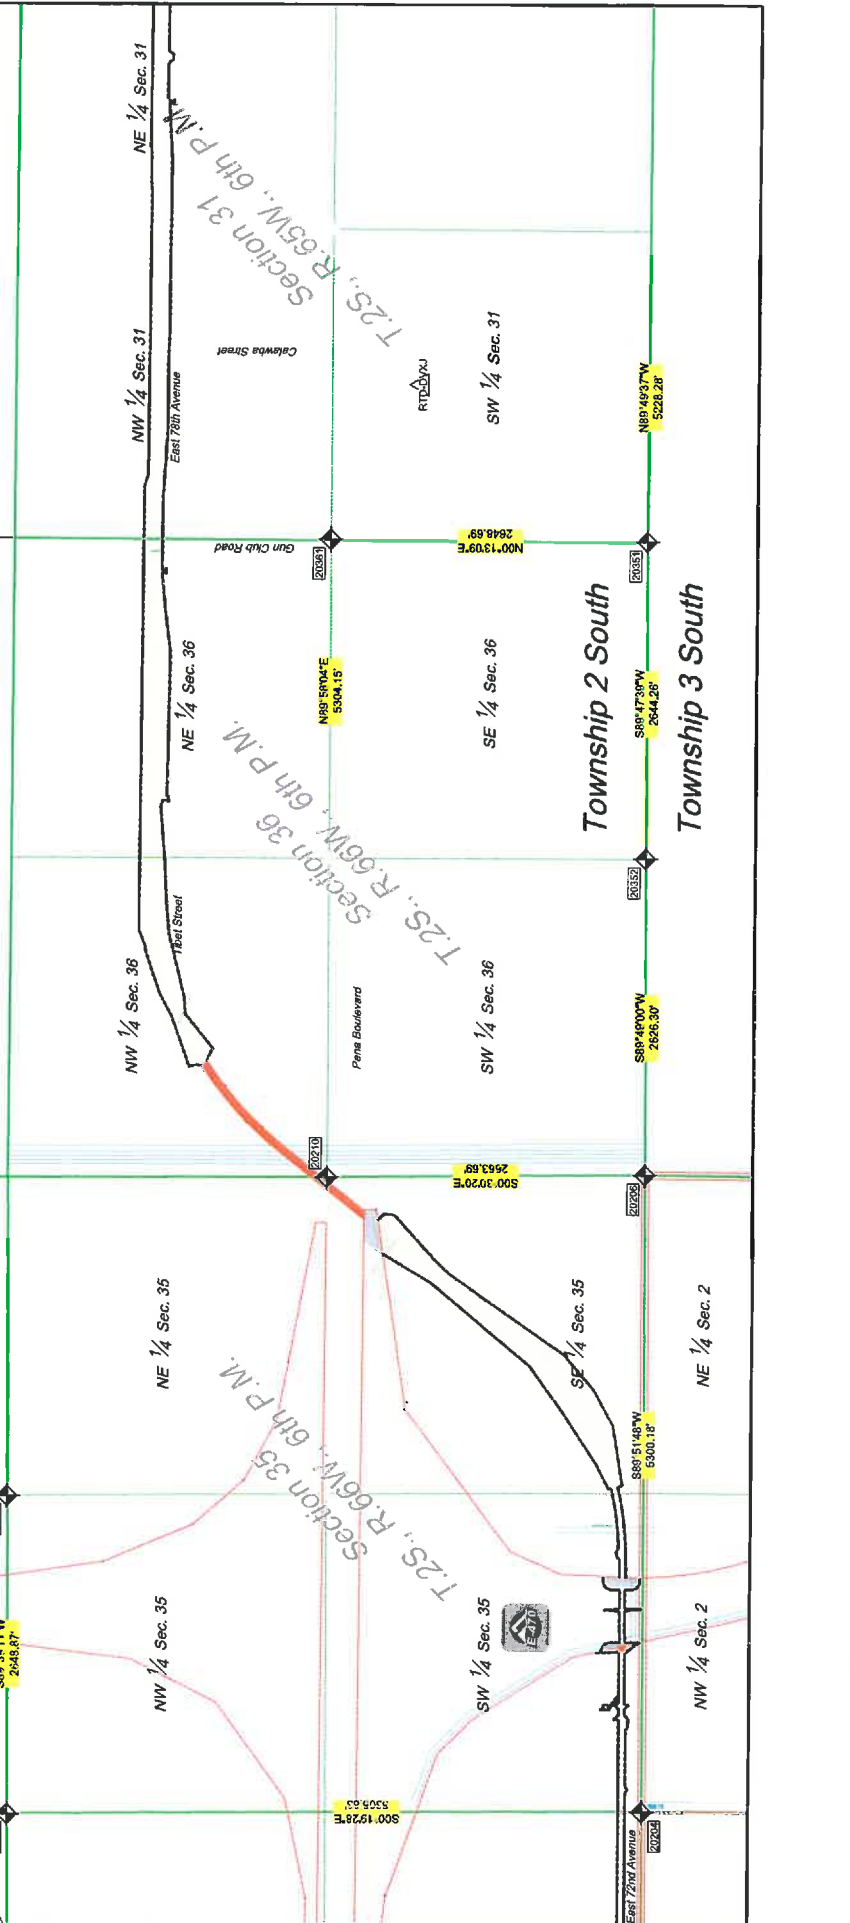 NE 1/4 Sec. 31
Section 31
T.2S., R.65W., 6th P.M.
NW 1/4 Sec. 31
East 78th Avenue
Catawba Street
RTD-DVXJ
SW 1/4 Sec. 31
N89°49'37"W
5228.28'
Gun Club Road
20361
N00°13'09"E
2648.69'
20351
NE 1/4 Sec. 36
N89°58'04"E
5304.15'
SE 1/4 Sec. 36
Township 2 South
Township 3 South
S89°47'39"W
2644.26'
Section 36
T.2S., R.66W., 6th P.M.
20352
Tibet Street
NW 1/4 Sec. 36
Pena Boulevard
SW 1/4 Sec. 36
S89°49'00"W
2626.30'
20210
S00°30'20"E
2653.69'
20206
NE 1/4 Sec. 35
SE 1/4 Sec. 35
NE 1/4 Sec. 2
Section 35
T.2S., R.66W., 6th P.M.
S89°51'48"W
5300.18'
NW 1/4 Sec. 35
2648.87'
SW 1/4 Sec. 35
E-470
NW 1/4 Sec. 2
S00°19'28"E
5305.63'
20204
East 72nd Avenue